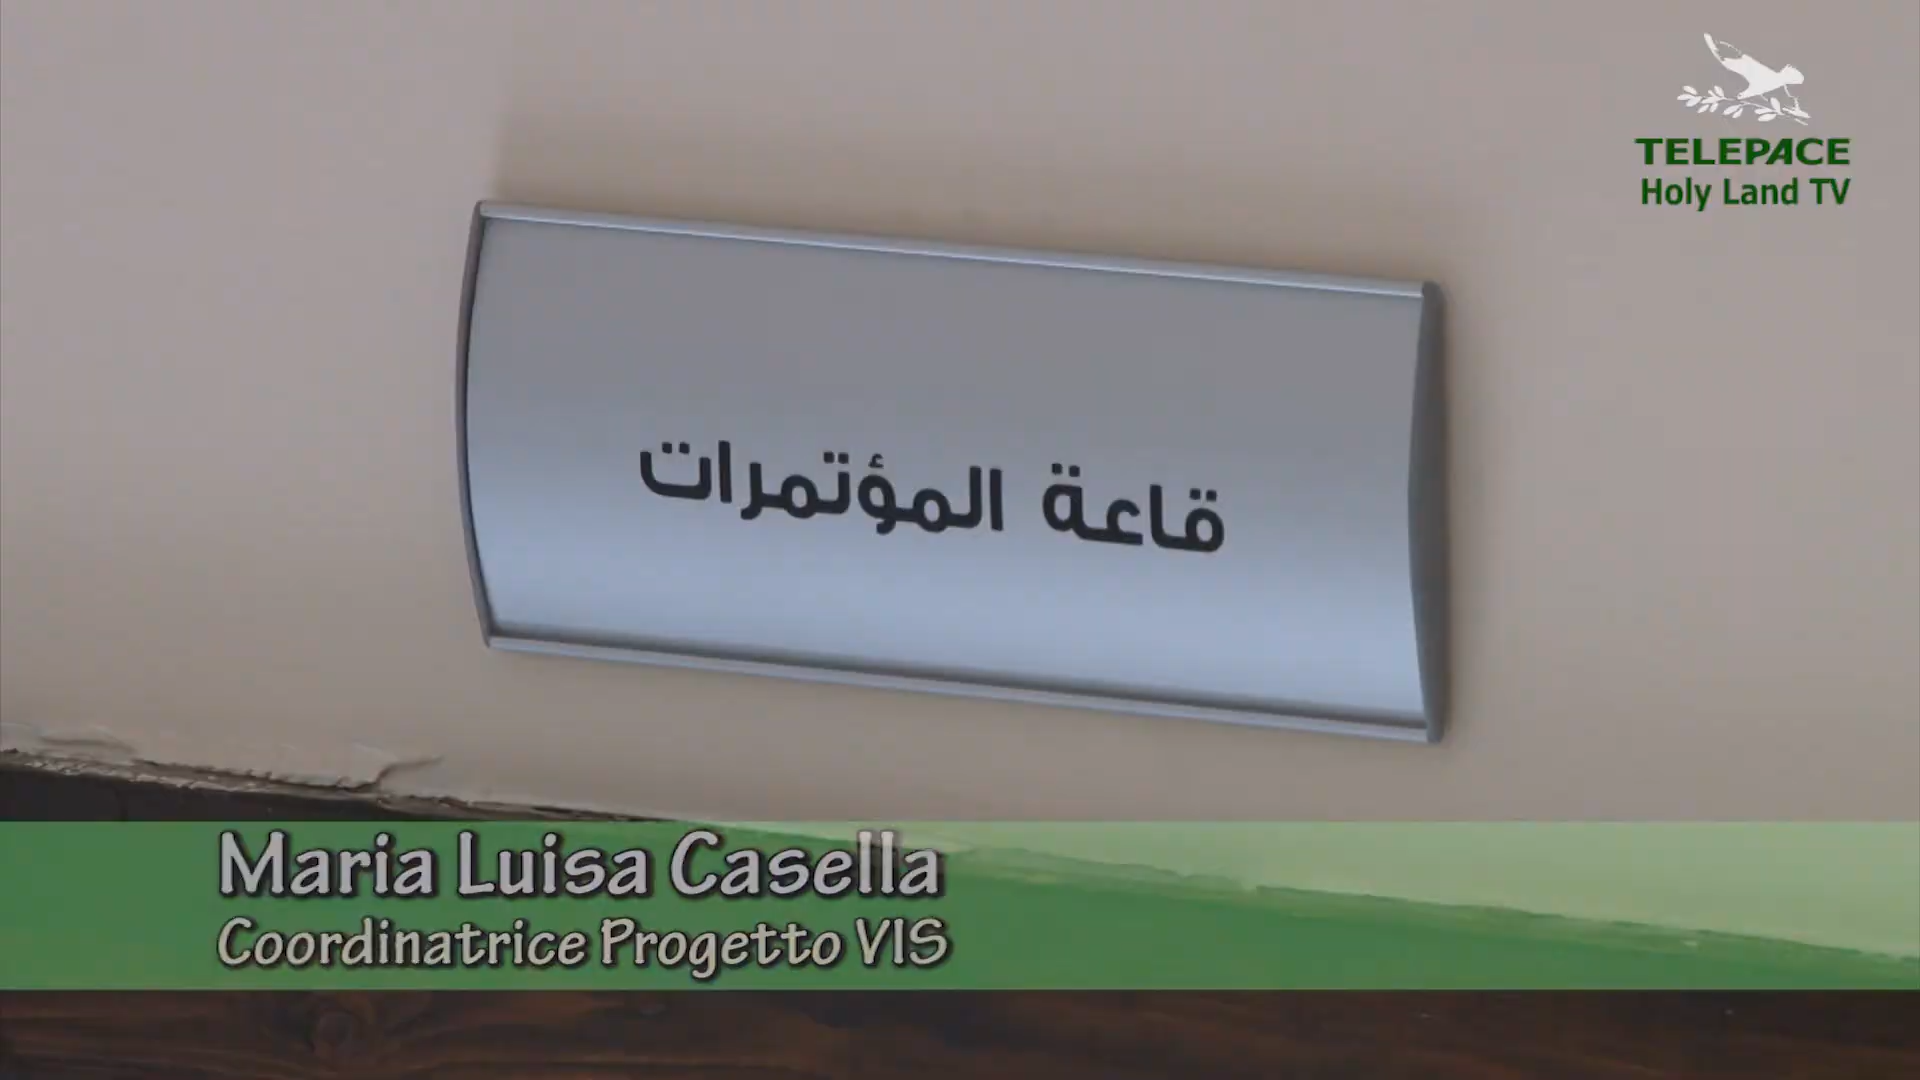 TELEPACE
Holy Land TV
قاعة المؤتمرات
Maria Luisa Casella
Coordinatrice Progetto VIS